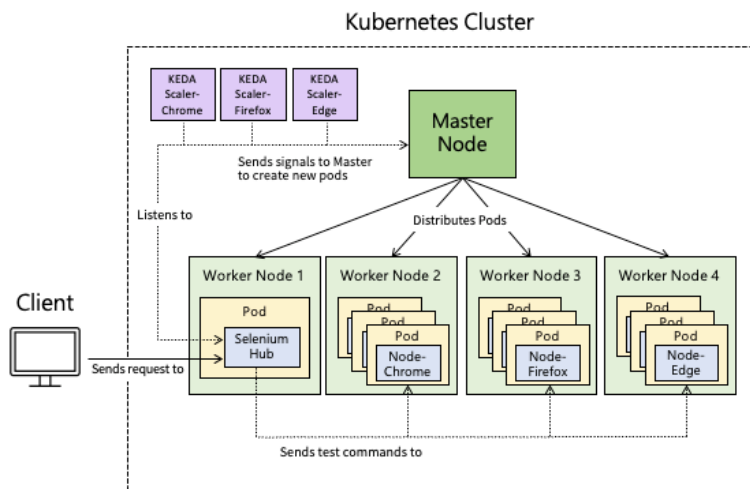 Kubernetes Cluster
KEDA
Scaler-
Chrome
KEDA
Scaler-
Firefox
KEDA
Scaler-
Edge
Master
Node
Sends signals to Master
to create new pods
Listens to
Distributes Pods
Worker Node 1
Pod
Selenium
Hub
Worker Node 2
Pod
Pod
Pod
Node-
Chrome
Worker Node 3
Pod
Pod
Pod
Node-
Firefox
Worker Node 4
Pod
Pod
Pod
Node-
Edge
Client
Sends request to
Sends test commands to